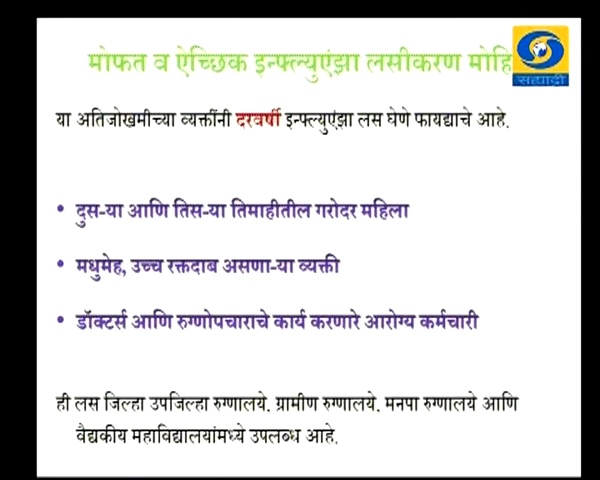 मोफत व ऐच्छिक इन्फ्ल्युएंझा लसीकरण
सह्याद्री
या अतिजोखमीच्या व्यक्तींनी दरवर्षी इन्फ्ल्युएंझा लस घेणे फायद्याचे आहे.
• दुस-या आणि तिस-या तिमाहीतील गरोदर महिला
• मधुमेह, उच्च रक्तदाब असणा-या व्यक्ती
• डॉक्टर्स आणि रुग्णोपचाराचे कार्य करणारे आरोग्य कर्मचारी
ही लस जिल्हा उपजिल्हा रुग्णालये. ग्रामीण रुग्णालये. मनपा रुग्णालये आणि
वैद्यकीय महाविद्यालयांमध्ये उपलब्ध आहे.